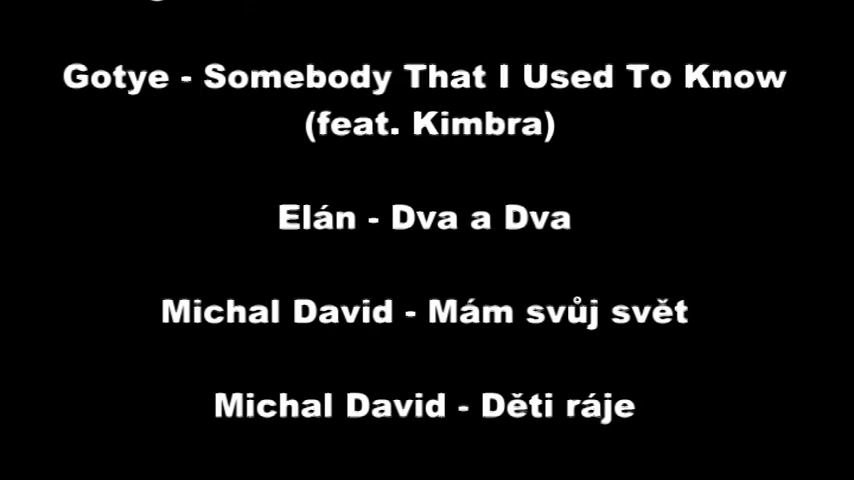 Gotye - Somebody That I Used To Know
(feat. Kimbra)
Elán - Dva a Dva
Michal David - Mám svůj svět
Michal David - Děti ráje